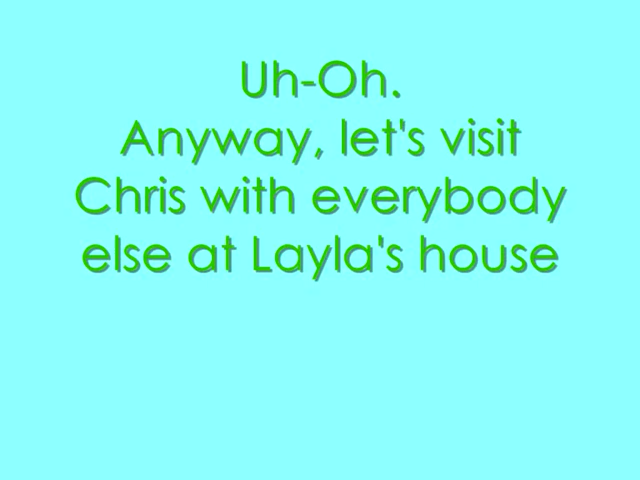 Uh-Oh.
Anyway, let's visit
Chris with everybody
else at Layla's house